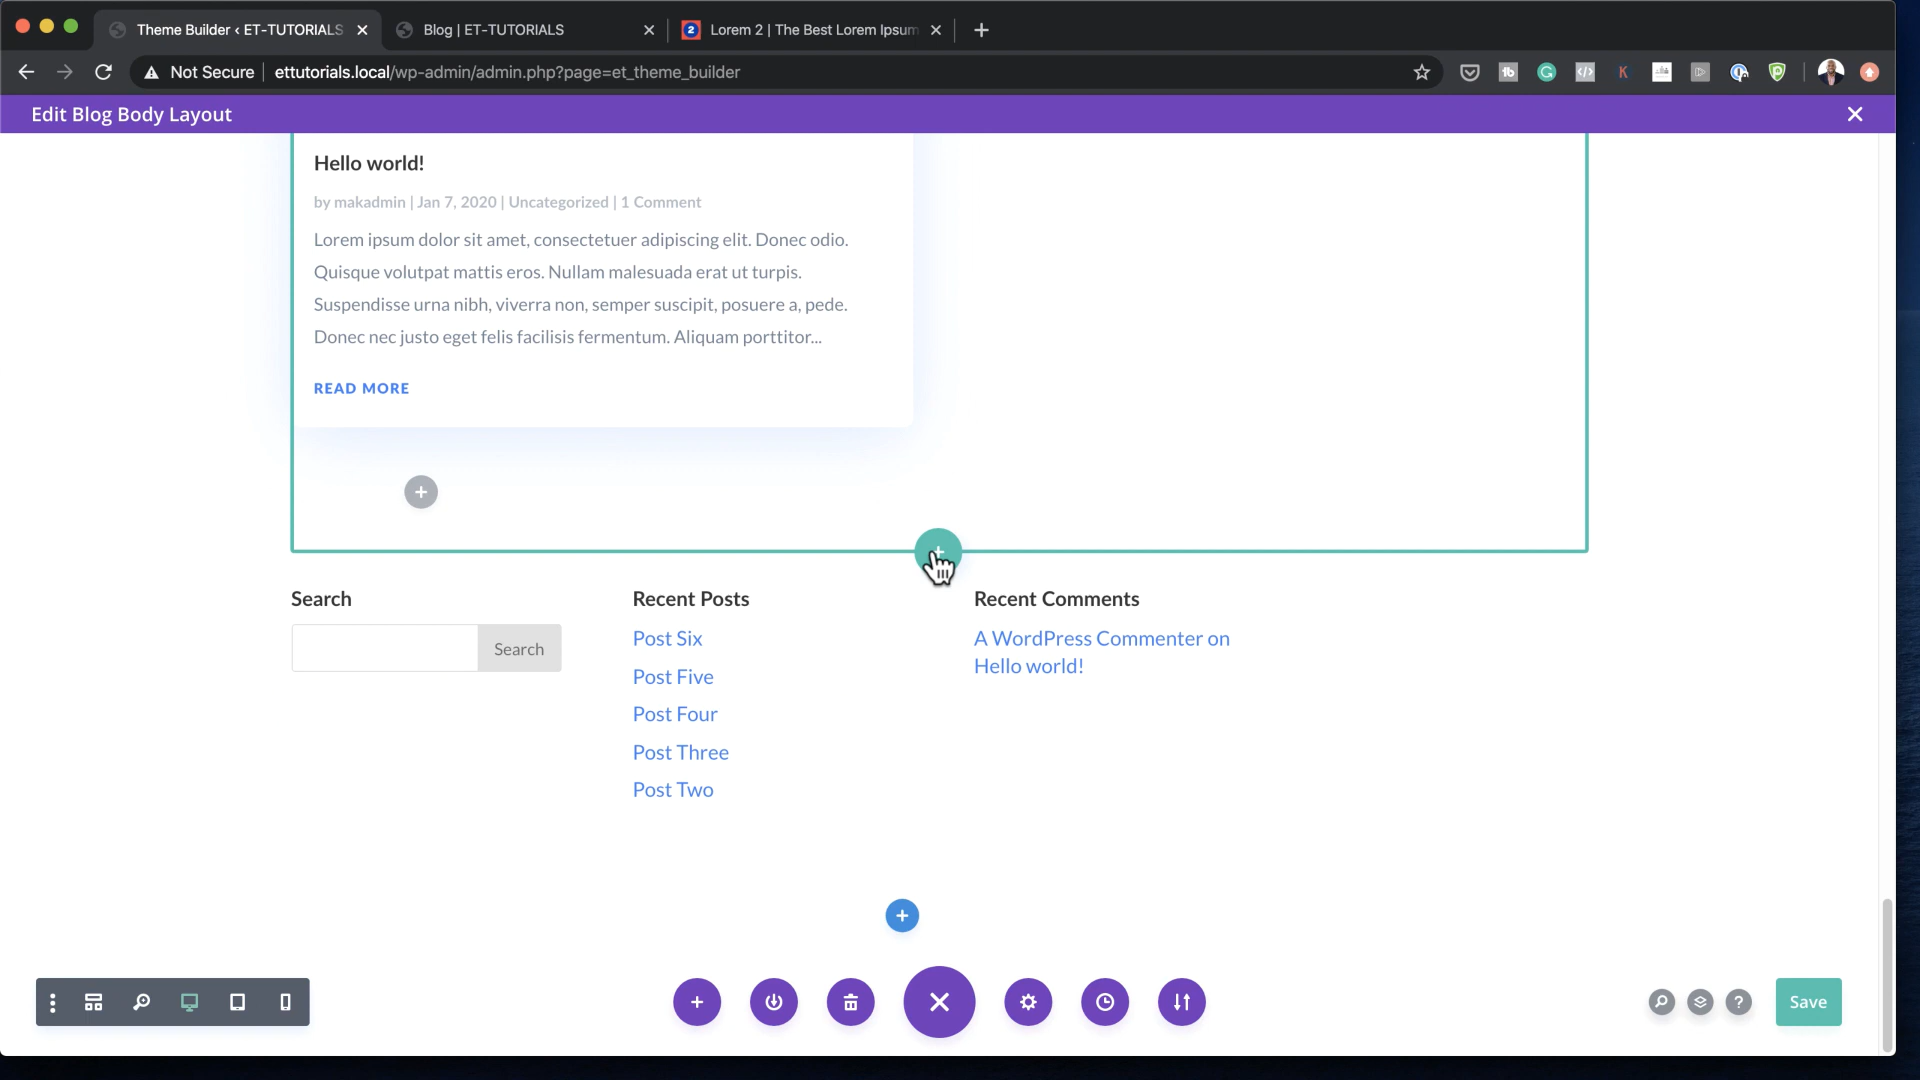 Theme Builder ‹ ET-TUTORIALS
Blog | ET-TUTORIALS
Lorem 2 | The Best Lorem Ipsum
Not Secure
ettutorials.local/wp-admin/admin.php?page=et_theme_builder
Edit Blog Body Layout
Hello world!
by makadmin | Jan 7, 2020 | Uncategorized | 1 Comment
Lorem ipsum dolor sit amet, consectetuer adipiscing elit. Donec odio.
Quisque volutpat mattis eros. Nullam malesuada erat ut turpis.
Suspendisse urna nibh, viverra non, semper suscipit, posuere a, pede.
Donec nec justo eget felis facilisis fermentum. Aliquam porttitor...
READ MORE
Search
Search
Recent Posts
Post Six
Post Five
Post Four
Post Three
Post Two
Recent Comments
A WordPress Commenter on
Hello world!
Save